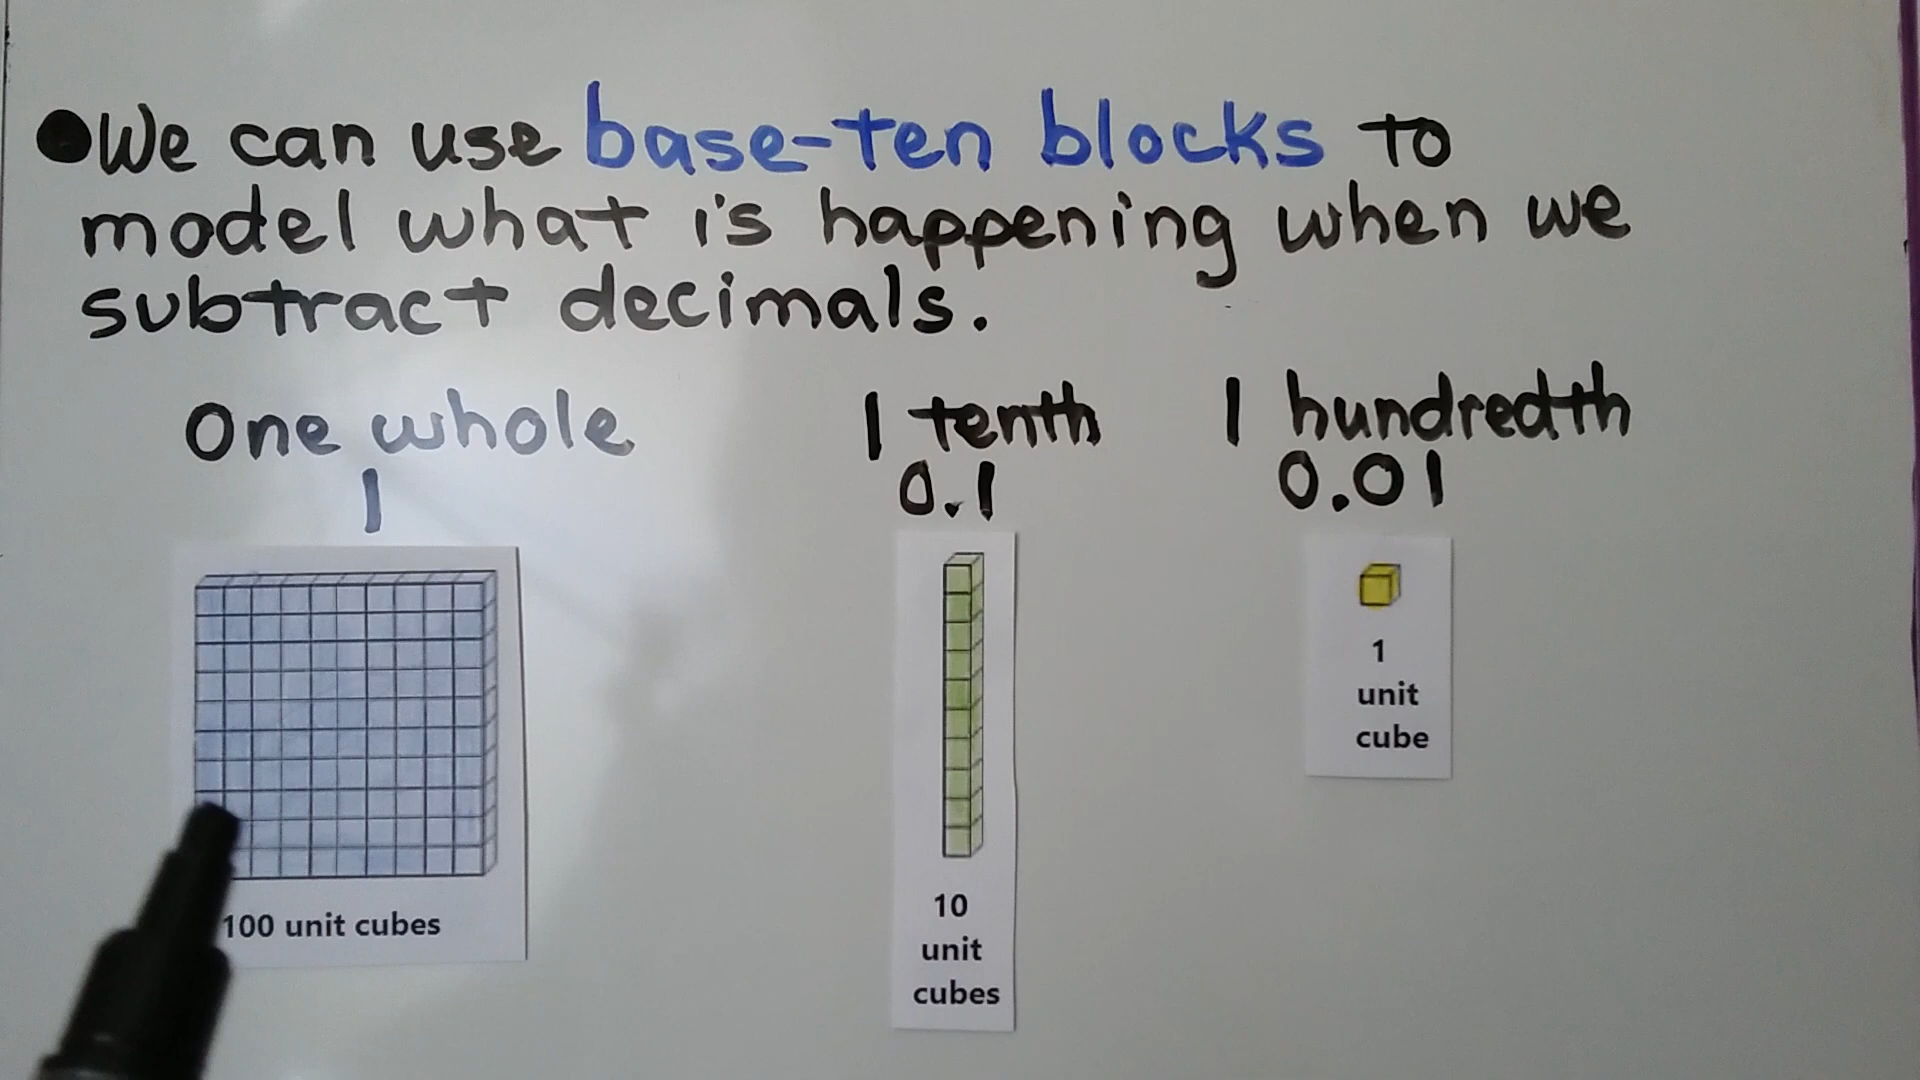 ●We can use base-ten blocks to
model what is happening when we
subtract decimals.
One whole
1
100 unit cubes
1 tenth
0.1
10
unit
cubes
1 hundredth
0.01
1
unit
cube